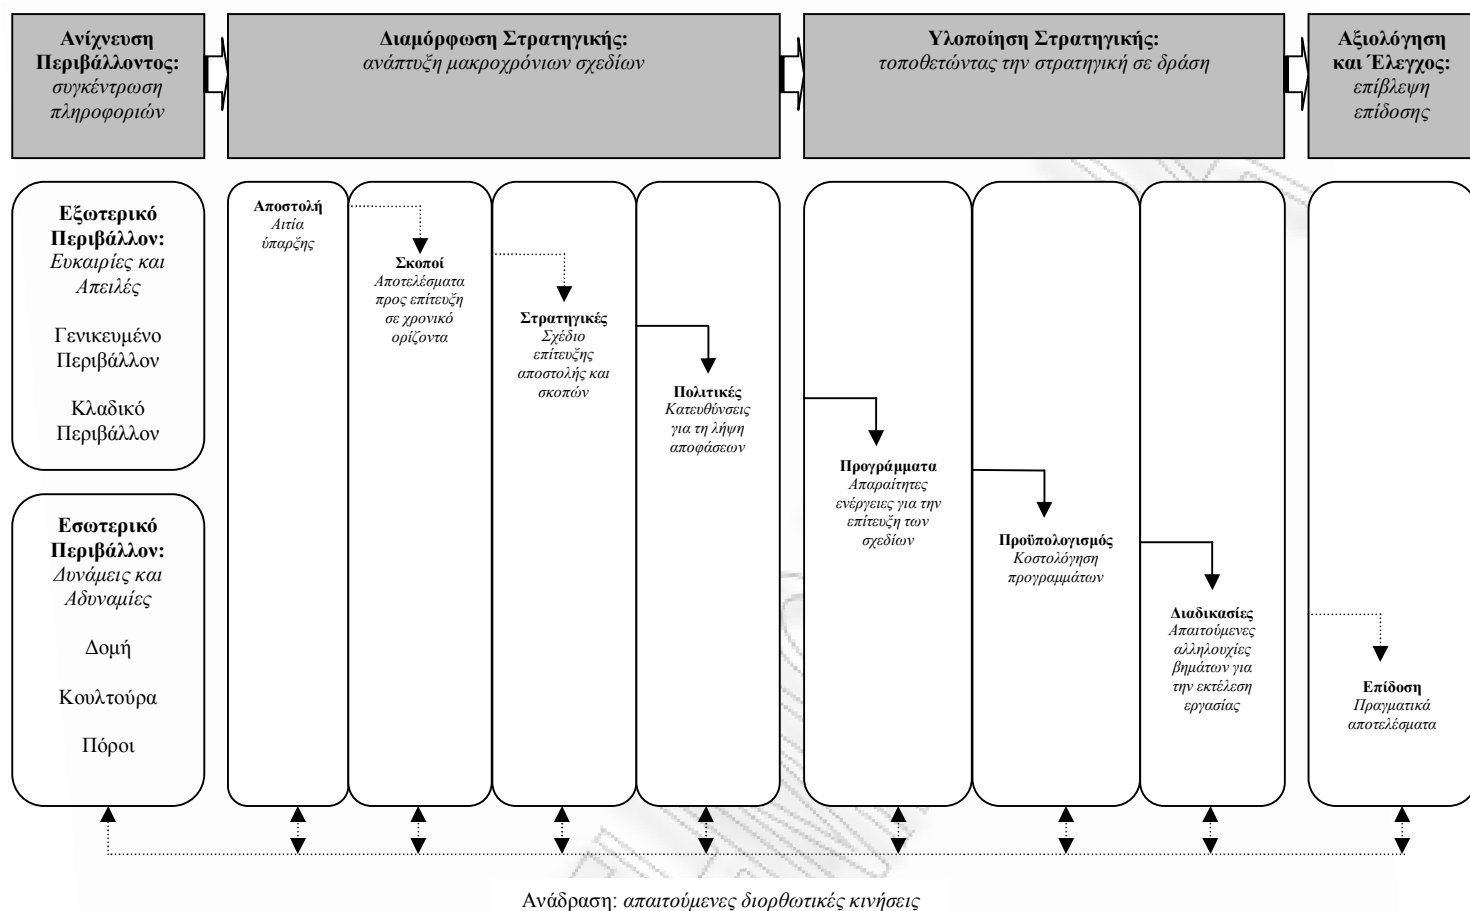 Ανίχνευση
Περιβάλλοντος:
συγκέντρωση
πληροφοριών
Διαμόρφωση Στρατηγικής:
ανάπτυξη μακροχρόνιων σχεδίων
Υλοποίηση Στρατηγικής:
τοποθετώντας την στρατηγική σε δράση
Αξιολόγηση
και Έλεγχος:
επίβλεψη
επίδοσης
Εξωτερικό
Περιβάλλον:
Ευκαιρίες και
Απειλές
Γενικευμένο
Περιβάλλον
Κλαδικό
Περιβάλλον
Εσωτερικό
Περιβάλλον:
Δυνάμεις και
Αδυναμίες
Δομή
Κουλτούρα
Πόροι
Αποστολή
Αιτία
ύπαρξης
Σκοποί
Αποτελέσματα
προς επίτευξη
σε χρονικό
ορίζοντα
Στρατηγικές
Σχέδιο
επίτευξης
αποστολής και
σκοπών
Πολιτικές
Κατευθύνσεις
για τη λήψη
αποφάσεων
Προγράμματα
Απαραίτητες
ενέργειες για την
επίτευξη των
σχεδίων
Προϋπολογισμός
Κοστολόγηση
προγραμμάτων
Διαδικασίες
Απαιτούμενες
αλληλουχίες
βημάτων για
την εκτέλεση
εργασίας
Επίδοση
Πραγματικά
αποτελέσματα
Ανάδραση: απαιτούμενες διορθωτικές κινήσεις